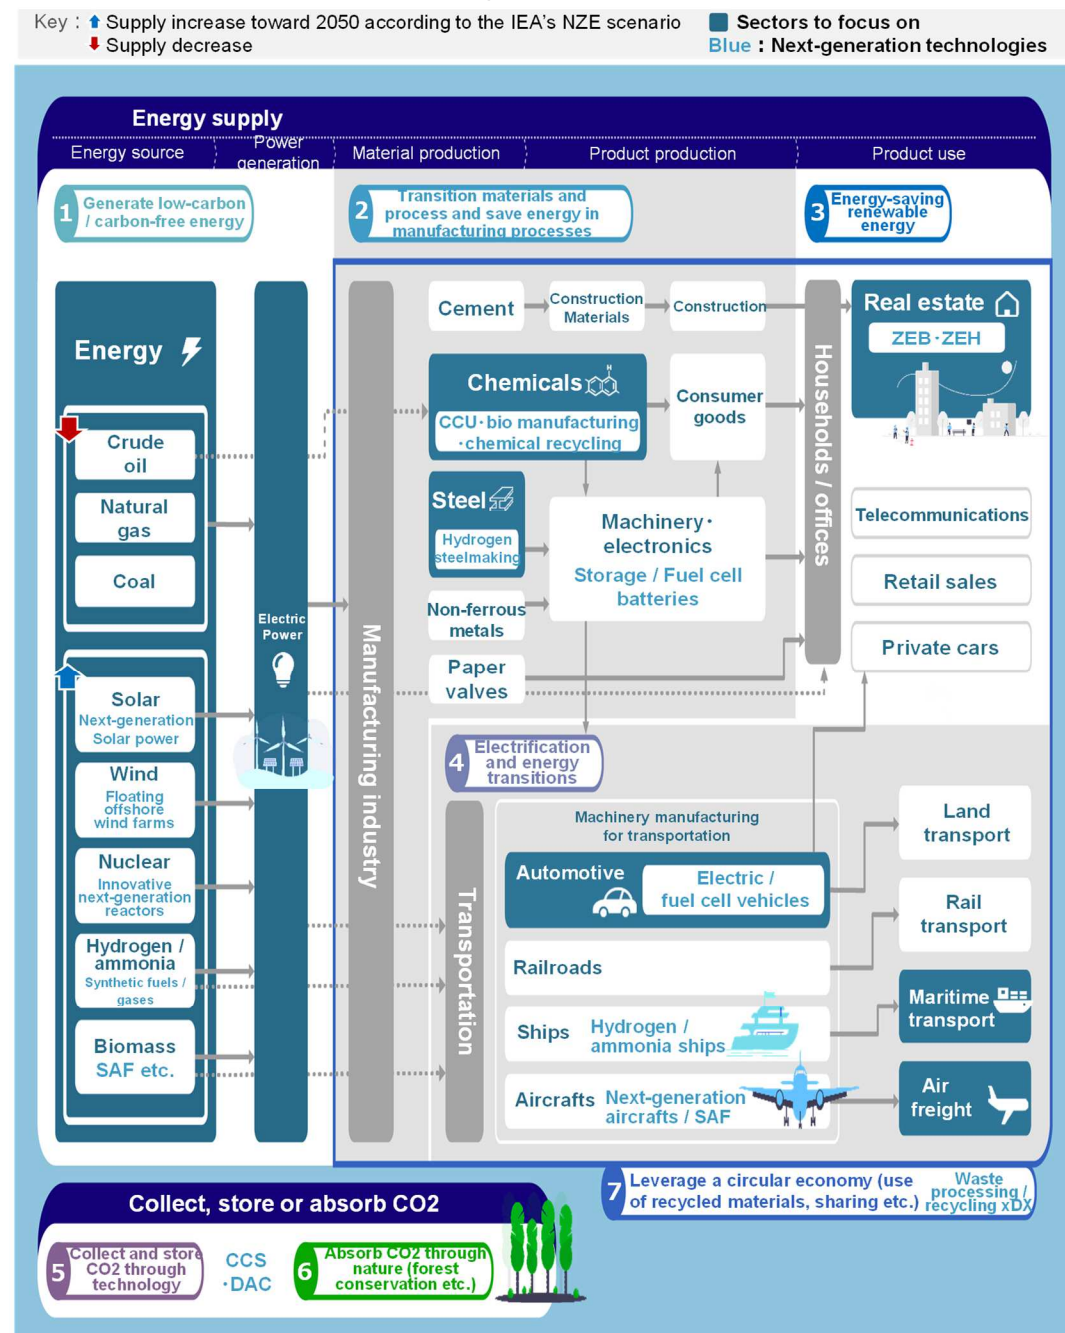 Key : Supply increase toward 2050 according to the IEA's NZE scenario
Supply decrease
Sectors to focus on
Blue : Next-generation technologies
Energy supply
Energy source
Power
generation
Material production
Product production
Product use
1
Generate low-carbon
/ carbon-free energy
2
Transition materials and
process and save energy in
manufacturing processes
3
Energy-saving
renewable
energy
Energy
Crude
oil
Natural
gas
Coal
Solar
Next-generation
Solar power
Wind
Floating
offshore
wind farms
Nuclear
Innovative
next-generation
reactors
Hydrogen /
ammonia
Synthetic fuels /
gases
Biomass
SAF etc.
Electric
Power
Manufacturing industry
Cement
Construction
Materials
Construction
Chemicals
CCU・bio manufacturing
・chemical recycling
Consumer
goods
Steel
Hydrogen
steelmaking
Machinery・
electronics
Storage / Fuel cell
batteries
Non-ferrous
metals
Paper
valves
Households / offices
Real estate
ZEB・ZEH
Telecommunications
Retail sales
Private cars
4
Electrification
and energy
transitions
Transportation
Machinery manufacturing
for transportation
Automotive
Electric /
fuel cell vehicles
Railroads
Ships
Hydrogen /
ammonia ships
Aircrafts
Next-generation
aircrafts / SAF
Land
transport
Rail
transport
Maritime
transport
Air
freight
7
Leverage a circular economy (use
of recycled materials, sharing etc.)
Waste
processing /
recycling xDX
Collect, store or absorb CO2
5
Collect and store
CO2 through
technology
CCS
・DAC
6
Absorb CO2 through
nature (forest
conservation etc.)